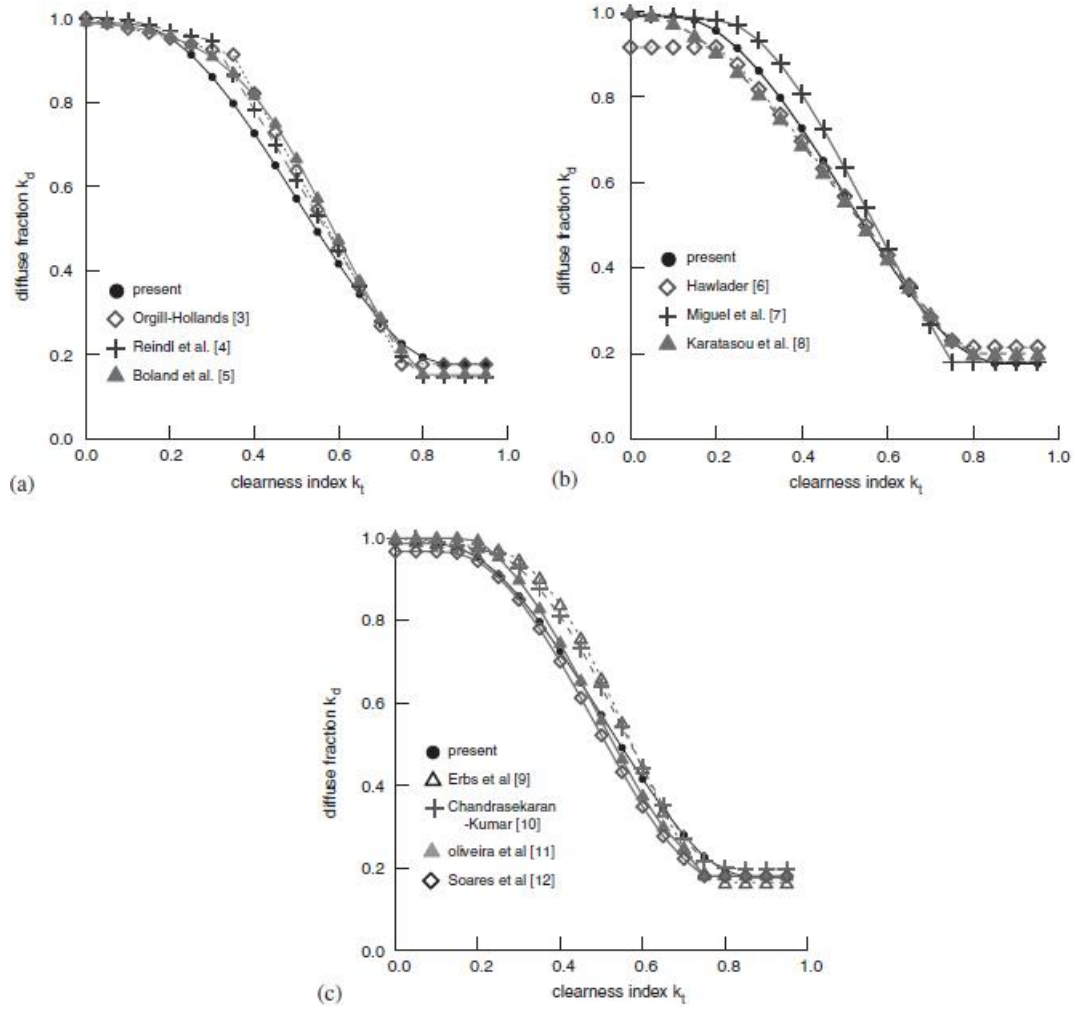 1.0
0.8
0.6
0.4
0.2
0.0
diffuse fraction k_d
present
Orgill-Hollands [3]
Reindl et al. [4]
Boland et al. [5]
0.0 0.2 0.4 0.6 0.8 1.0
clearness index k_t
(a)
1.0
0.8
0.6
0.4
0.2
0.0
diffuse fraction k_d
present
Hawlader [6]
Miguel et al. [7]
Karatasou et al. [8]
0.0 0.2 0.4 0.6 0.8 1.0
clearness index k_t
(b)
1.0
0.8
0.6
0.4
0.2
0.0
diffuse fraction k_d
present
Erbs et al [9]
Chandrasekaran
-Kumar [10]
oliveira et al [11]
Soares et al [12]
0.0 0.2 0.4 0.6 0.8 1.0
clearness index k_t
(c)